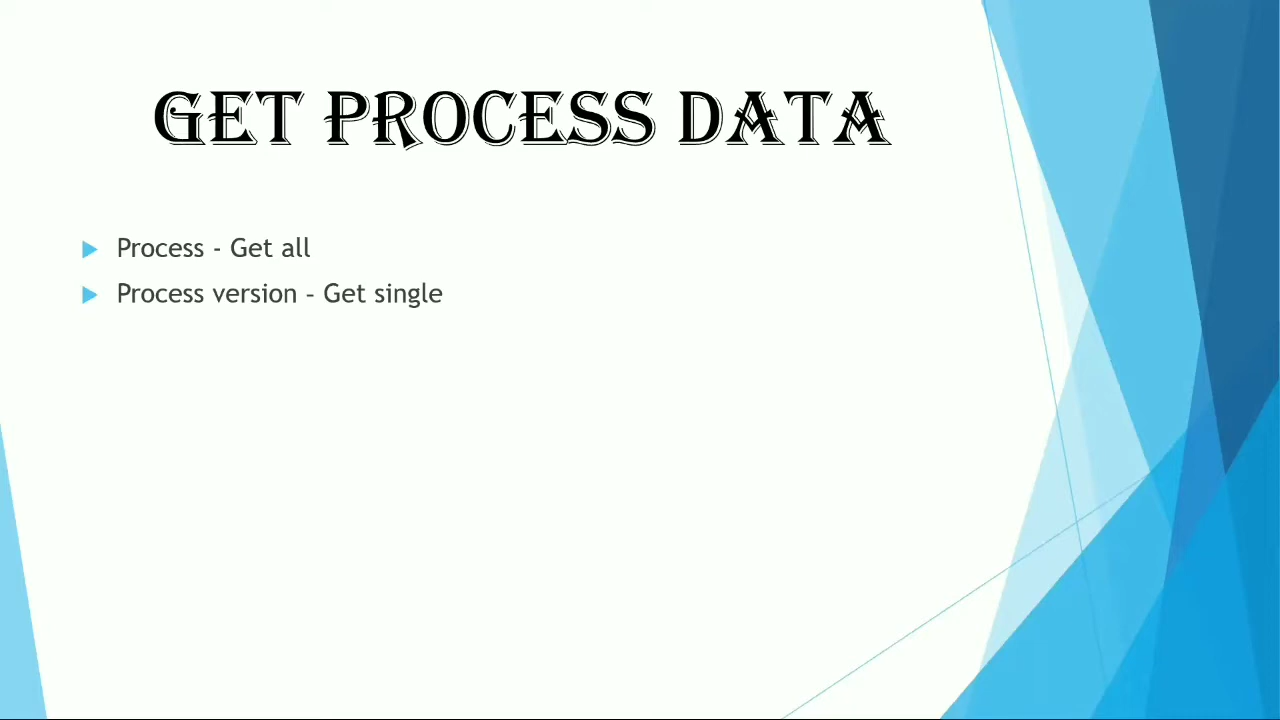 GET PROCESS DATA
Process - Get all
Process version – Get single